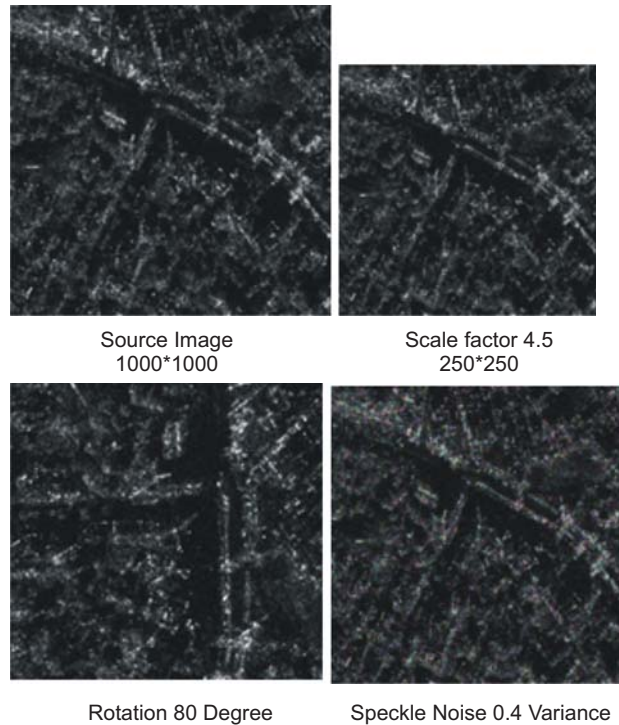 Source Image
1000*1000
Scale factor 4.5
250*250
Rotation 80 Degree
Speckle Noise 0.4 Variance